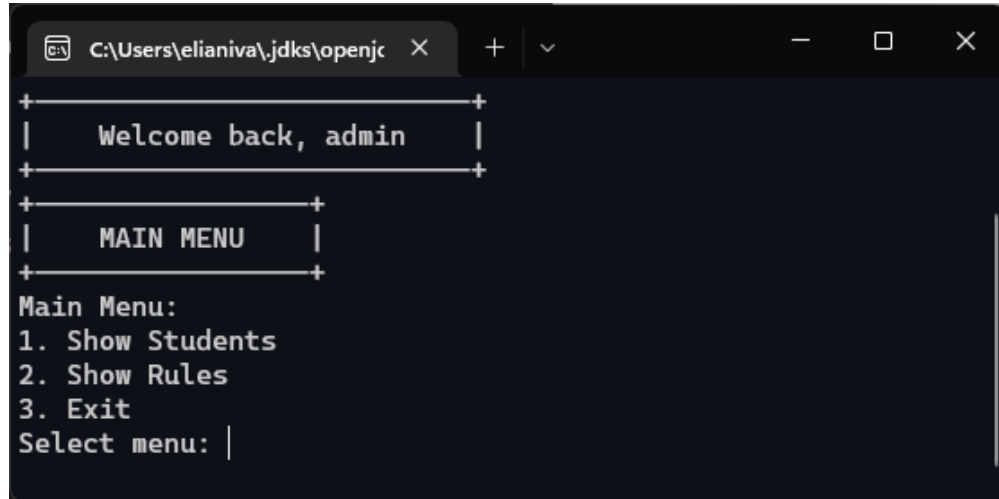 C:\Users\elianiva\.jdks\openjc
Welcome back, admin
MAIN MENU
Main Menu:
1. Show Students
2. Show Rules
3. Exit
Select menu: